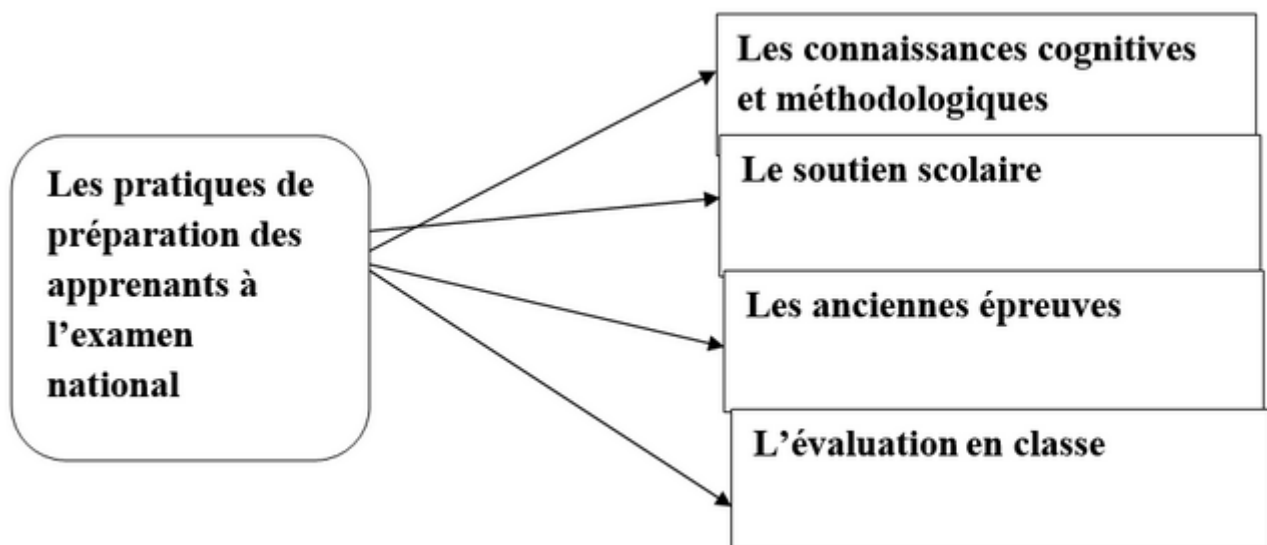 Les pratiques de
préparation des
apprenants à
l’examen
national
Les connaissances cognitives
et méthodologiques
Le soutien scolaire
Les anciennes épreuves
L’évaluation en classe